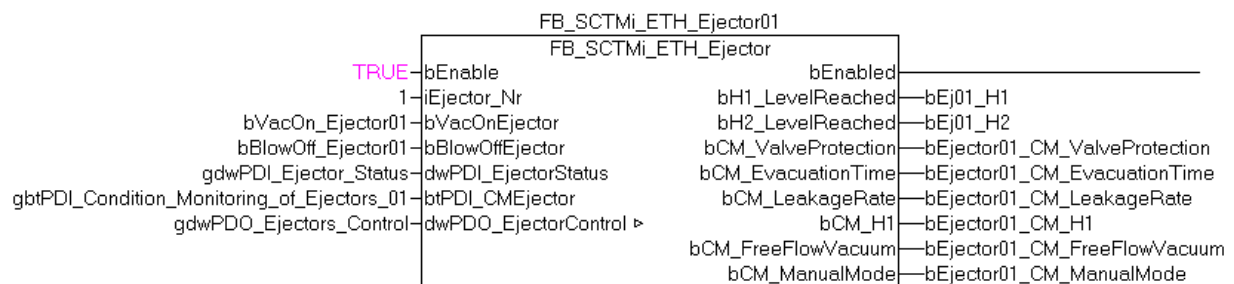 FB_SCTMi_ETH_Ejector01
FB_SCTMi_ETH_Ejector
TRUE bEnable bEnabled
1 iEjector_Nr bH1_LevelReached bEj01_H1
bVacOn_Ejector01 bVacOnEjector bH2_LevelReached bEj01_H2
bBlowOff_Ejector01 bBlowOffEjector bCM_ValveProtection bEjector01_CM_ValveProtection
gdwPDI_Ejector_Status dwPDI_EjectorStatus bCM_EvacuationTime bEjector01_CM_EvacuationTime
gbtPDI_Condition_Monitoring_of_Ejectors_01 btPDI_CMEjector bCM_LeakageRate bEjector01_CM_LeakageRate
gdwPDO_Ejectors_Control dwPDO_EjectorControl ▹ bCM_H1 bEjector01_CM_H1
bCM_FreeFlowVacuum bEjector01_CM_FreeFlowVacuum
bCM_ManualMode bEjector01_CM_ManualMode